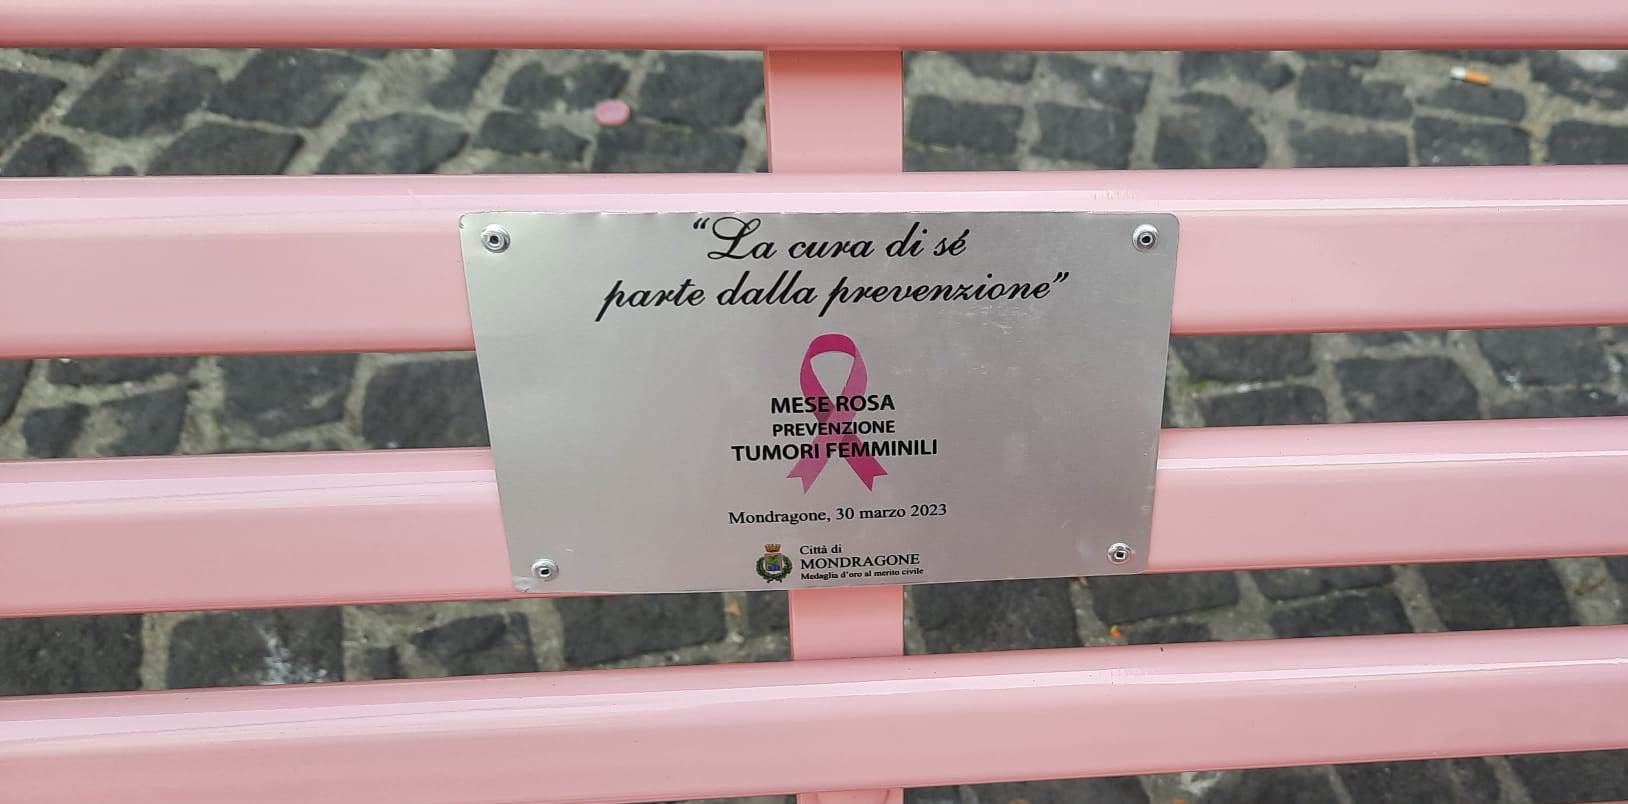 “La cura di sé
parte dalla prevenzione”
MESE ROSA
PREVENZIONE
TUMORI FEMMINILI
Mondragone, 30 marzo 2023
Città di
MONDRAGONE
Medaglia d'oro al merito civile